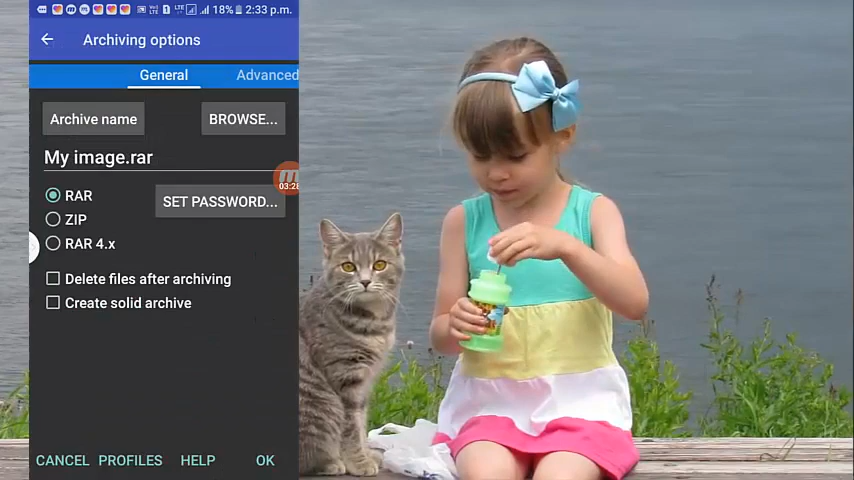 18% 2:33 p.m.
Archiving options
General Advanced
Archive name BROWSE...
My image.rar
RAR SET PASSWORD...
ZIP
RAR 4.x
Delete files after archiving
Create solid archive
CANCEL PROFILES HELP OK